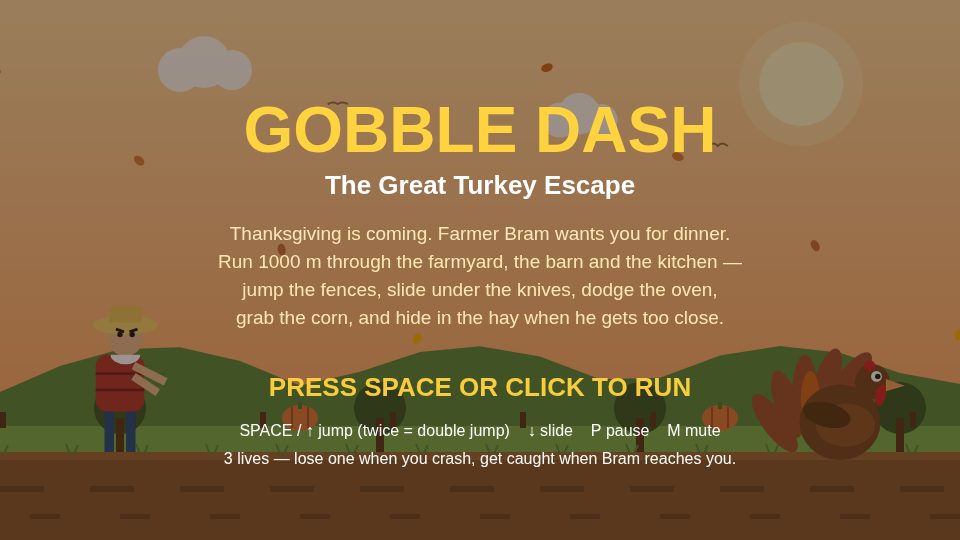 GOBBLE DASH
The Great Turkey Escape
Thanksgiving is coming. Farmer Bram wants you for dinner.
Run 1000 m through the farmyard, the barn and the kitchen —
jump the fences, slide under the knives, dodge the oven,
grab the corn, and hide in the hay when he gets too close.
PRESS SPACE OR CLICK TO RUN
SPACE / ↑ jump (twice = double jump) ↓ slide P pause M mute
3 lives — lose one when you crash, get caught when Bram reaches you.